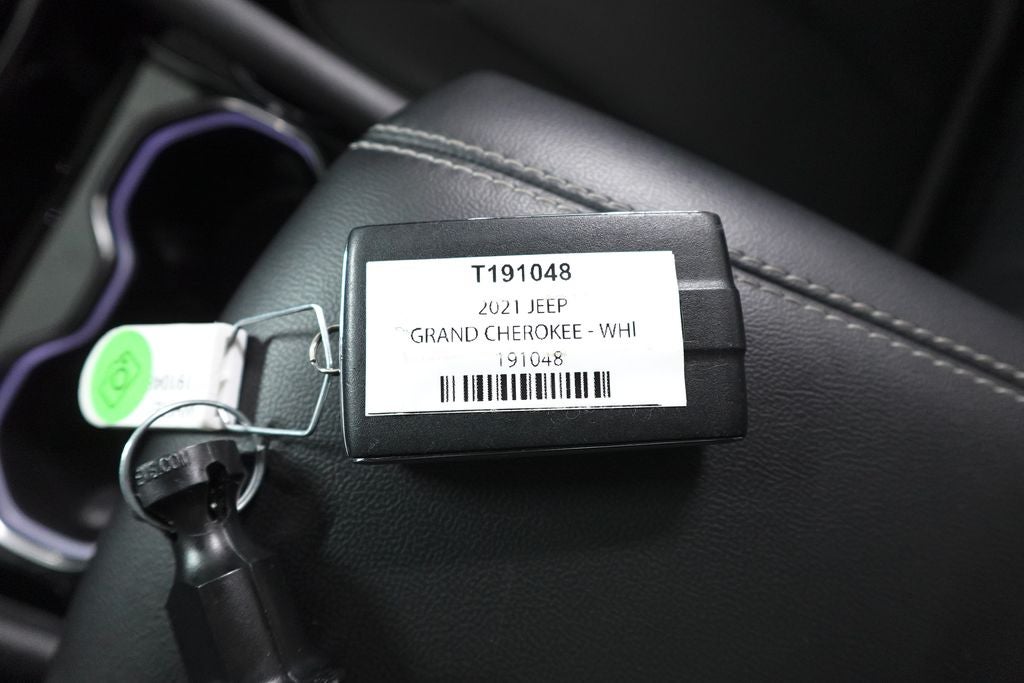 T191048
2021 JEEP
GRAND CHEROKEE - WHI
191048